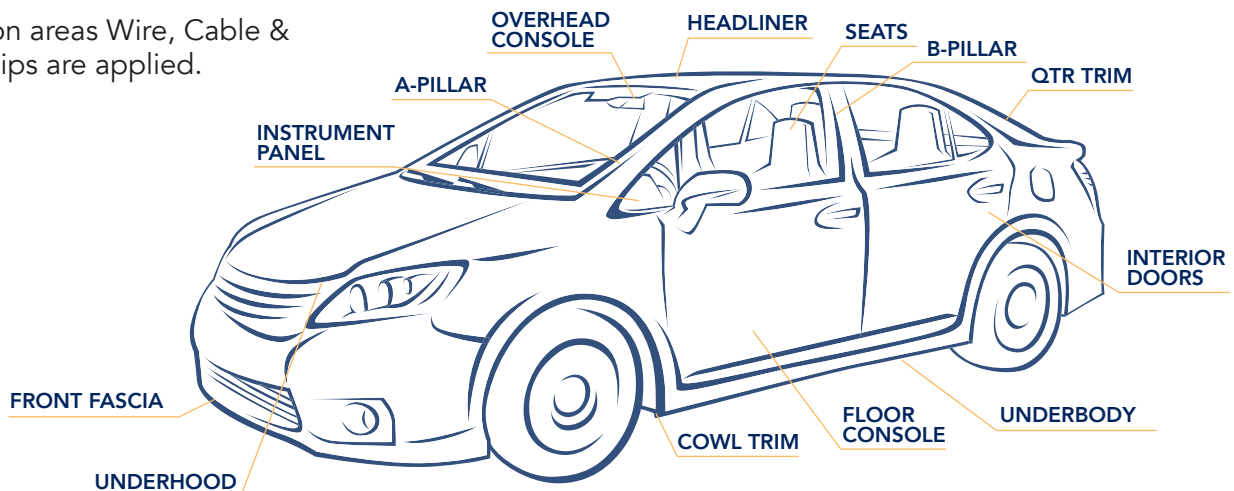 on areas Wire, Cable &
ips are applied.
OVERHEAD
CONSOLE
HEADLINER
SEATS
B-PILLAR
QTR TRIM
A-PILLAR
INSTRUMENT
PANEL
INTERIOR
DOORS
FRONT FASCIA
FLOOR
CONSOLE
UNDERBODY
COWL TRIM
UNDERHOOD